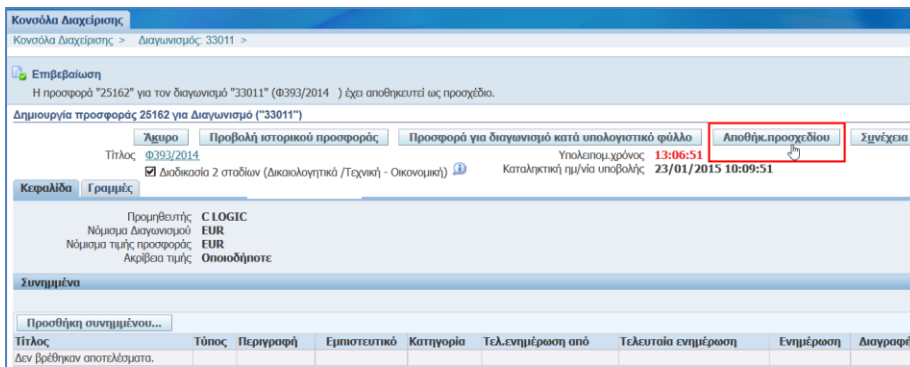 Κονσόλα Διαχείρισης
Κονσόλα Διαχείρισης > Διαγωνισμός: 33011 >
Επιβεβαίωση
Η προσφορά "25162" για τον διαγωνισμό "33011" (Φ393/2014 ) έχει αποθηκευτεί ως προσχέδιο.
Δημιουργία προσφοράς 25162 για Διαγωνισμό ("33011")
Άκυρο Προβολή ιστορικού προσφοράς Προσφορά για διαγωνισμό κατά υπολογιστικό φύλλο Αποθήκ.προσχεδίου Συνέχεια
Τίτλος Φ393/2014 Υπολειπομ.χρόνος 13:06:51
Διαδικασία 2 σταδίων (Δικαιολογητικά /Τεχνική - Οικονομική) Καταληκτική ημ/νία υποβολής 23/01/2015 10:09:51
Κεφαλίδα Γραμμές
Προμηθευτής C LOGIC
Νόμισμα Διαγωνισμού EUR
Νόμισμα τιμής προσφοράς EUR
Ακρίβεια τιμής Οποιοδήποτε
Συνημμένα
Προσθήκη συνημμένου...
Τίτλος Τύπος Περιγραφή Εμπιστευτικό Κατηγορία Τελ.ενημέρωση από Τελευταία ενημέρωση Ενημέρωση Διαγραφή
Δεν βρέθηκαν αποτελέσματα.